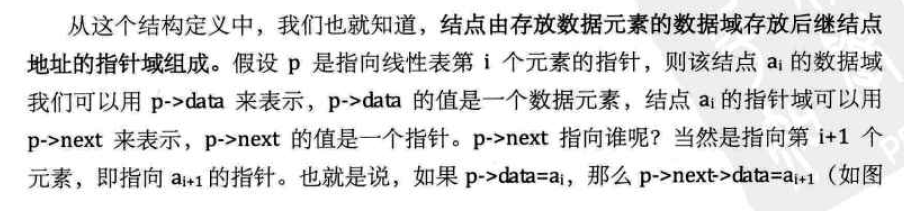 从这个结构定义中，我们也就知道，结点由存放数据元素的数据域存放后继结点
地址的指针域组成。假设 p 是指向线性表第 i 个元素的指针，则该结点 aᵢ 的数据域
我们可以用 p->data 来表示，p->data 的值是一个数据元素，结点 aᵢ 的指针域可以用
p->next 来表示，p->next 的值是一个指针。p->next 指向谁呢？当然是指向第 i+1 个
元素，即指向 aᵢ₊₁ 的指针。也就是说，如果 p->data=aᵢ，那么 p->next->data=aᵢ₊₁（如图